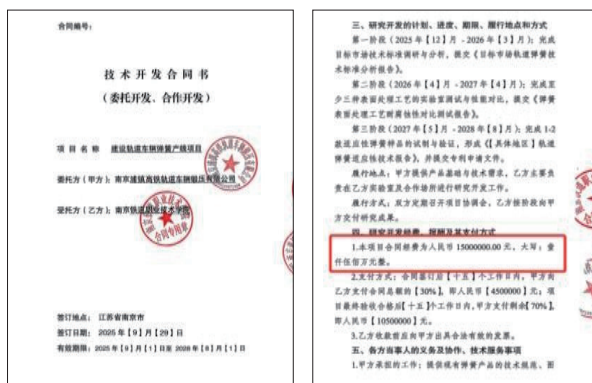 合同编号：
技术开发合同书
（委托开发、合作开发）
项目名称 建设轨道车辆弹簧产线项目
委托方（甲方）：南京建镇高铁轨道车辆锻压有限公司
受托方（乙方）：南京铁道职业技术学院
合同专用章
签订地点： 江苏省南京市
签订日期： 2025年【9】月【29】日
有效期限：2025年【9】月【1】日至2028年【8】月【1】日
三、研究开发的计划、进度、期限、履行地点和方式
第一阶段（2025年【12】月-2026年【3】月）：完成
目标市场技术标准调研与分析，提交《目标市场轨道弹簧技
术标准分析报告》。
第二阶段（2026年【4】月-2027年【4】月）：完成至
少三种表面处理工艺的实验室测试与性能对比，提交《弹簧
表面处理工艺耐腐蚀性对比测试报告》。
第三阶段（2027年【5】月-2028年【8】月）：完成1-2
款适应性弹簧样品的试制与验证，形成《【具体地区】轨道
弹簧适应性技术报告》，并提交专利申请文件。
履行地点：甲方提供产品基础与技术需求，乙方主要负
责在乙方实验室及合作场所进行研究开发工作。
履行方式：双方定期召开项目协调会，乙方按阶段向甲
方交付研究成果。
四、研究开发经费、报酬及其支付方式
1.本项目合同经费为人民币15000000.00元，大写：壹
仟伍佰万元整。
2.支付方式：合同签订后【十五】个工作日内，甲方向
乙方支付合同总额的【30%】，即人民币【4500000】元；项
目最终验收合格后【十五】个工作日内，甲方支付剩余【70%】，
即人民币【10500000】元。
3.乙方收款前应向甲方出具合法有效的发票。
五、各方当事人的义务及协作、技术服务事项
1.甲方承担的工作：提供现有弹簧产品的技术规范、图